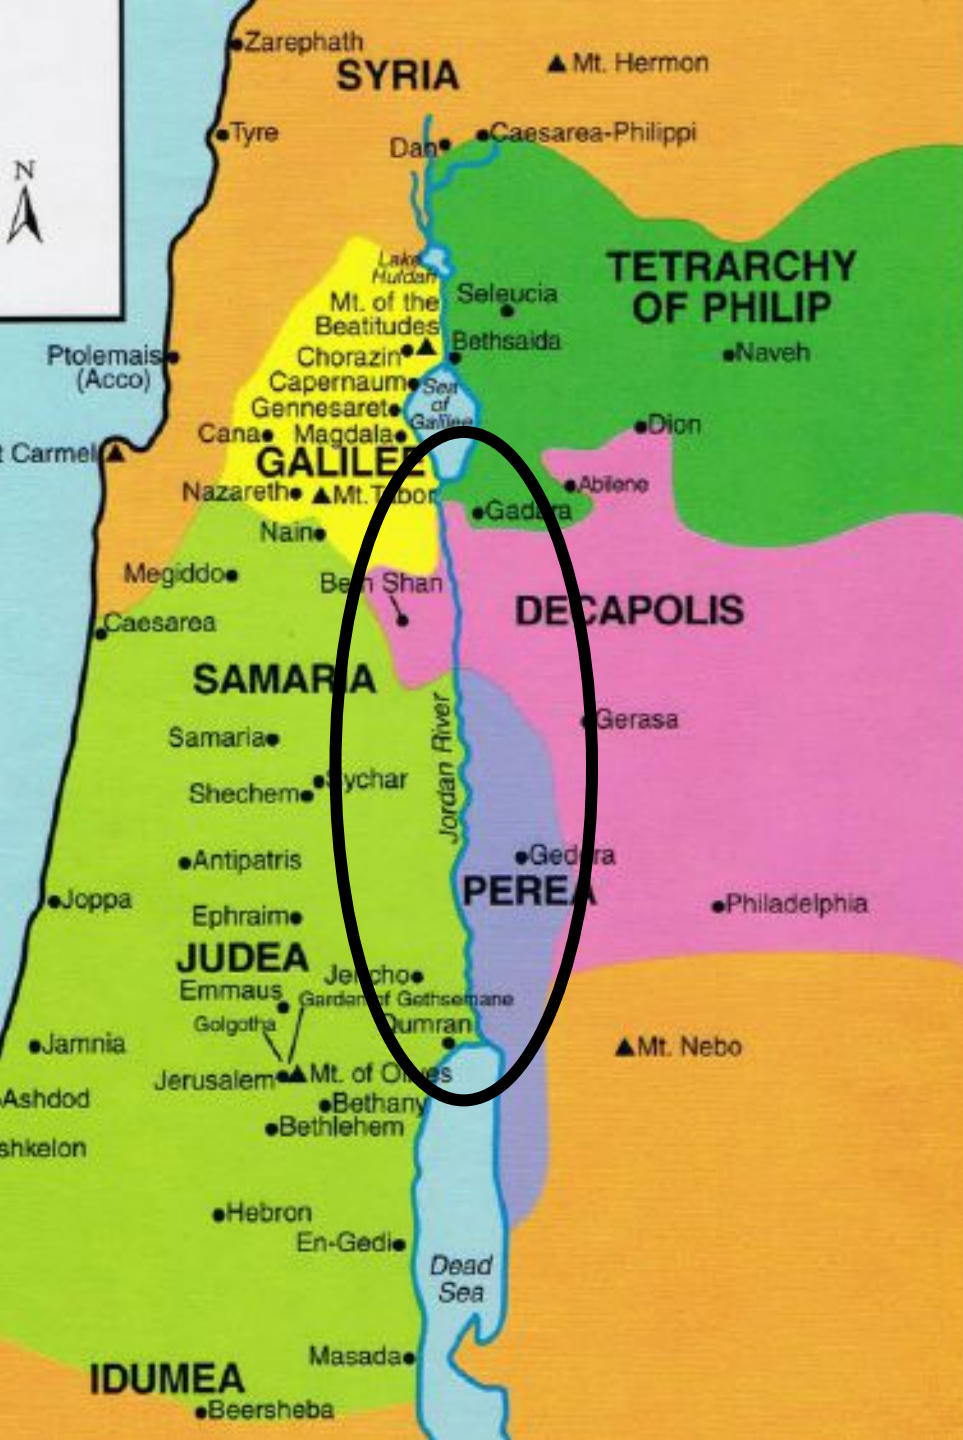 Zarephath
SYRIA
Mt. Hermon
Tyre
Dan
Caesarea-Philippi
N
Lake
Huldah
TETRARCHY
OF PHILIP
Mt. of the
Beatitudes
Seleucia
Bethsaida
Ptolemais
(Acco)
Chorazin
Naveh
Capernaum
Sea
of
Galilee
Gennesaret
Cana
Magdala
Dion
t Carmel
GALILEE
Nazareth
Mt. Tabor
Abilene
Gadara
Nain
Megiddo
Beth Shan
DECAPOLIS
Caesarea
SAMARIA
Jordan River
Gerasa
Samaria
Sychar
Shechem
Antipatris
Gedora
PEREA
Joppa
Ephraim
Philadelphia
JUDEA
Jericho
Emmaus
Garden of Gethsemane
Golgotha
Qumran
Jamnia
Mt. Nebo
Jerusalem
Mt. of Olives
Ashdod
Bethany
Bethlehem
shkelon
Hebron
En-Gedi
Dead
Sea
Masada
IDUMEA
Beersheba